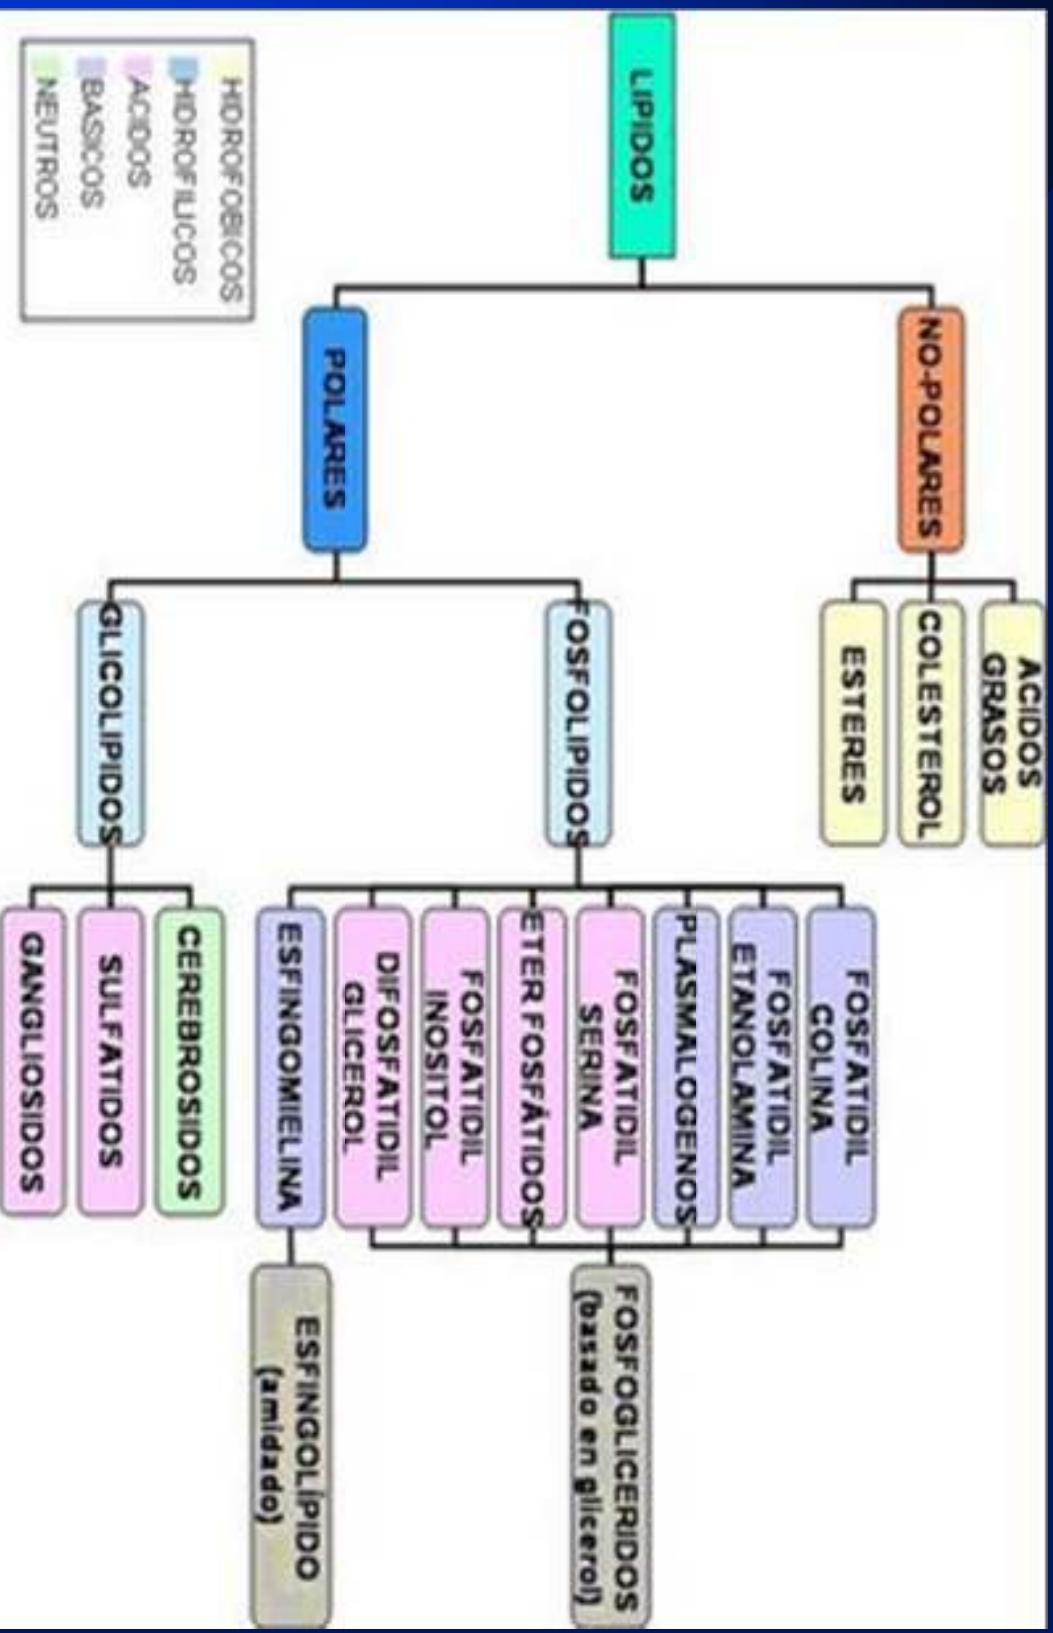 LIPIDOS
NO-POLARES
ACIDOS
GRASOS
COLESTEROL
ESTERES
POLARES
FOSFOLIPIDOS
FOSFATIDIL
COLINA
FOSFATIDIL
ETANOLAMINA
PLASMALOGENOS
FOSFATIDIL
SERINA
ETER FOSFÁTIDOS
FOSFATIDIL
INOSITOL
DIFOSFATIDIL
GLICEROL
ESFINGOMIELINA
FOSFOGLICERIDOS
(basado en glicerol)
ESFINGOLÍPIDO
(amidado)
GLICOLIPIDOS
CEREBROSIDOS
SULFATIDOS
GANGLIOSIDOS
HIDROFOBICOS
HIDROFILICOS
ACIDOS
BASICOS
NEUTROS